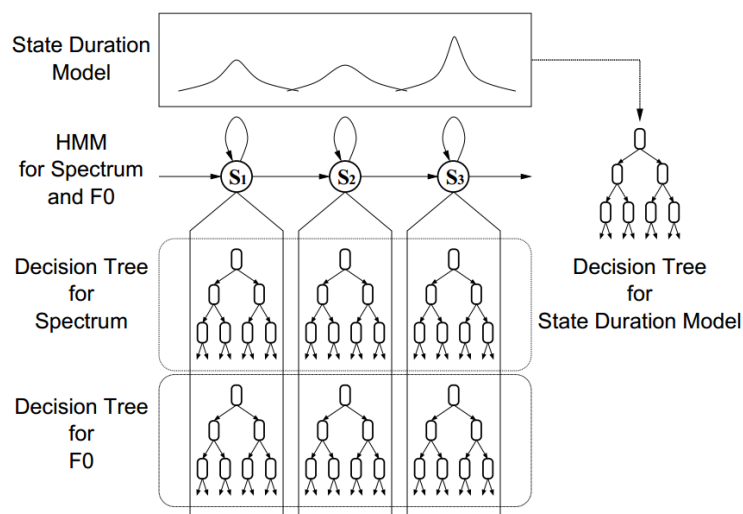 State Duration
Model
HMM
for Spectrum
and F0
S1
S2
S3
Decision Tree
for
Spectrum
Decision Tree
for
State Duration Model
Decision Tree
for
F0